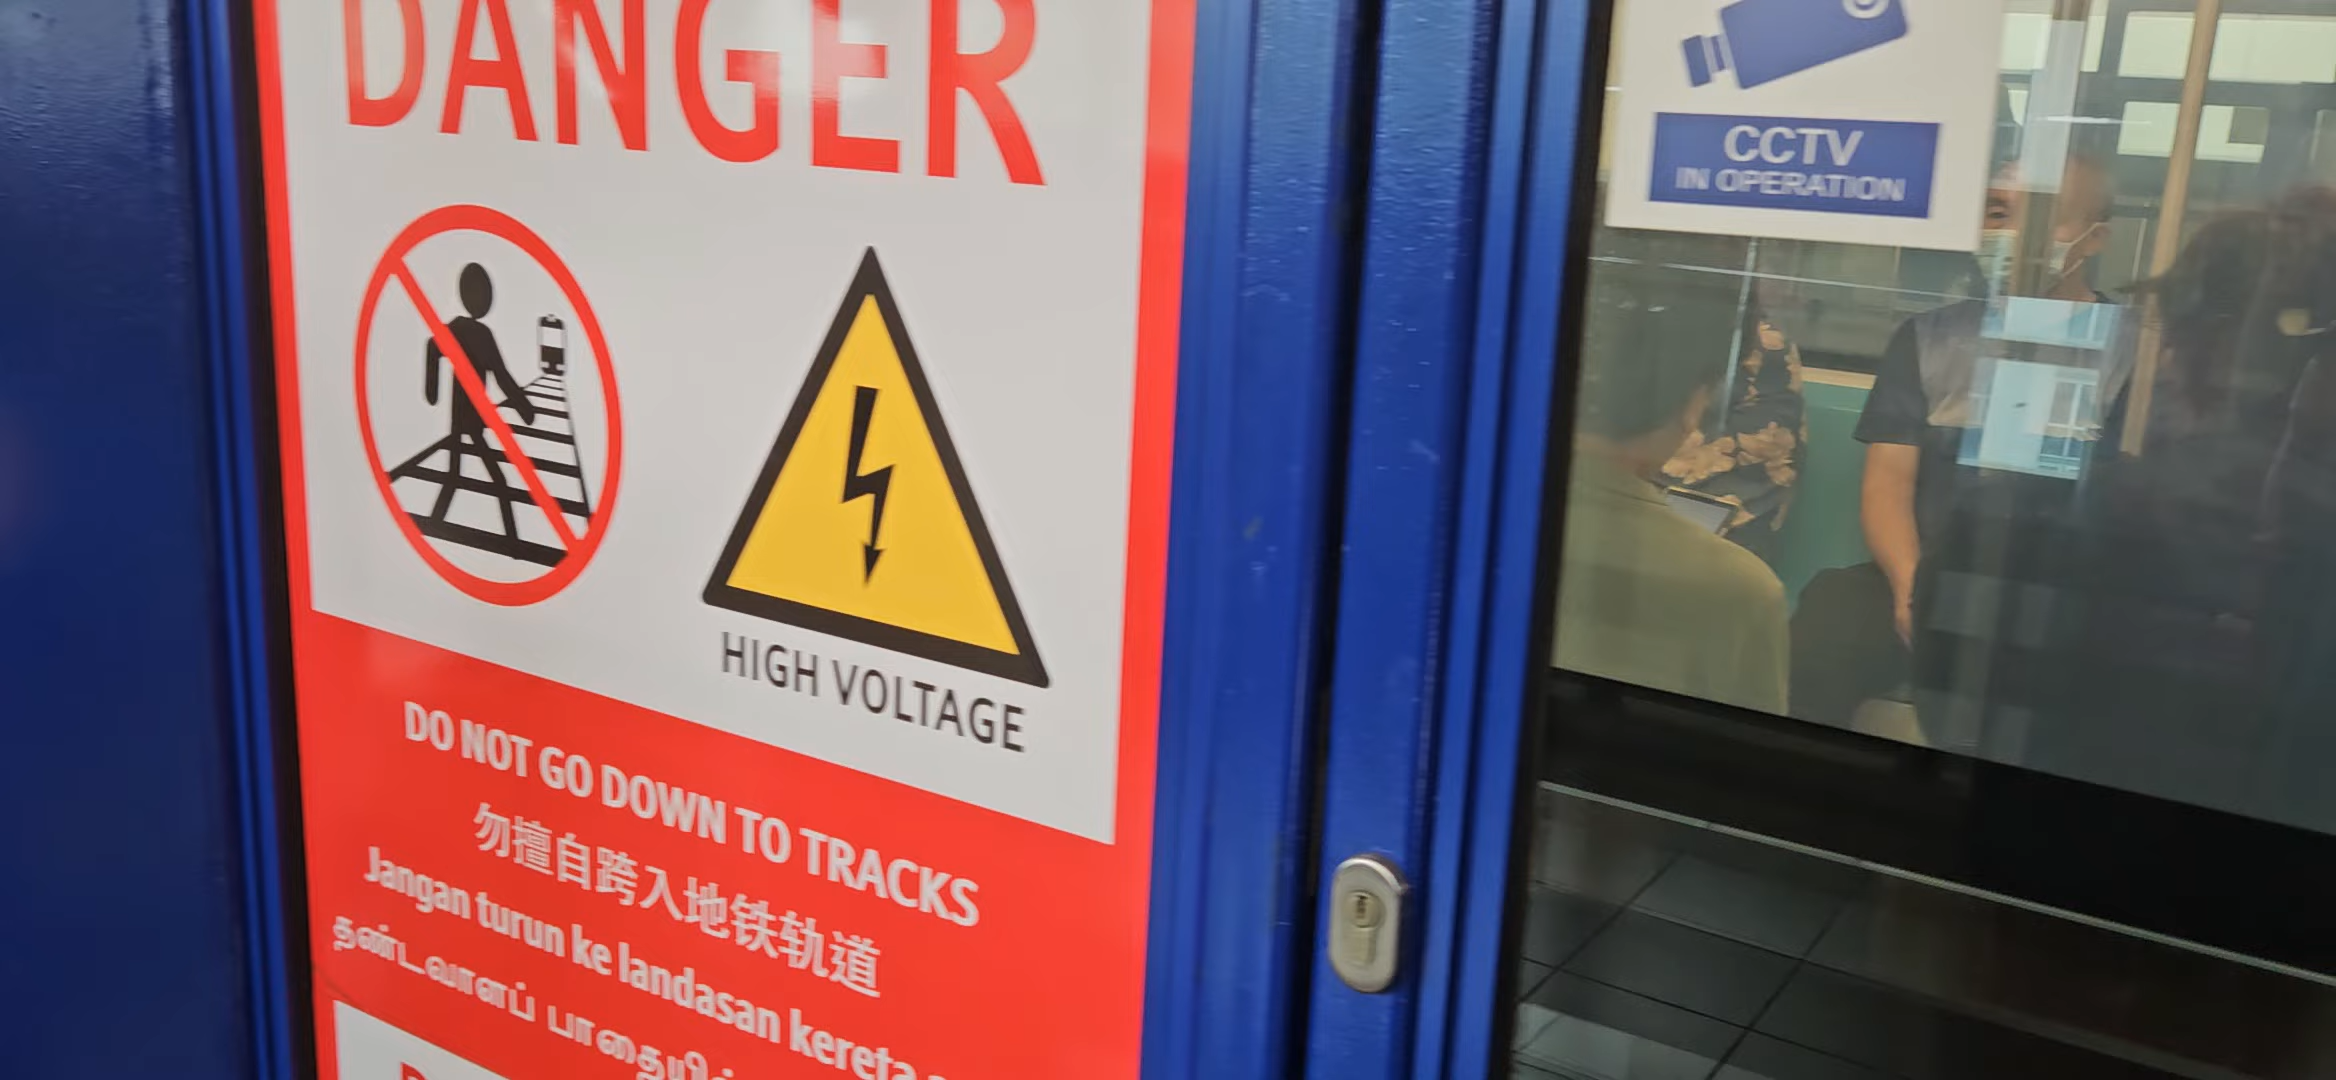 DANGER
HIGH VOLTAGE
DO NOT GO DOWN TO TRACKS
勿擅自跨入地铁轨道
Jangan turun ke landasan kereta
தண்டவாளப் பாதையில்
CCTV
IN OPERATION